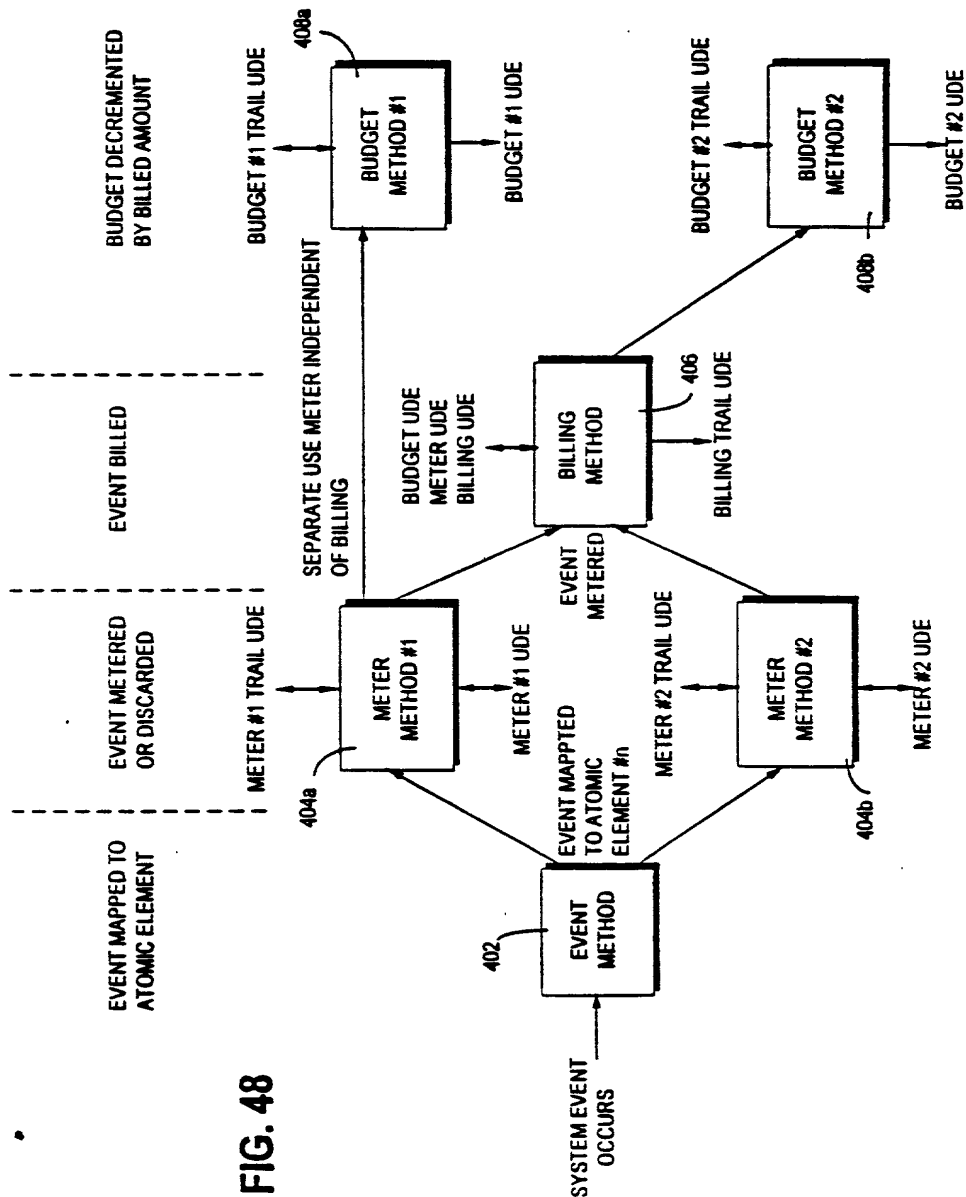 FIG. 48
EVENT MAPPED TO
ATOMIC ELEMENT
EVENT METERED
OR DISCARDED
EVENT BILLED
BUDGET DECREMENTED
BY BILLED AMOUNT
SYSTEM EVENT
OCCURS
402
EVENT
METHOD
EVENT MAPPTED
TO ATOMIC
ELEMENT #n
METER #1 TRAIL UDE
404a
METER
METHOD #1
METER #1 UDE
METER #2 TRAIL UDE
METER
METHOD #2
404b
METER #2 UDE
SEPARATE USE METER INDEPENDENT
OF BILLING
EVENT
METERED
BUDGET UDE
METER UDE
BILLING UDE
BILLING
METHOD
406
BILLING TRAIL UDE
BUDGET #1 TRAIL UDE
408a
BUDGET
METHOD #1
BUDGET #1 UDE
BUDGET #2 TRAIL UDE
BUDGET
METHOD #2
408b
BUDGET #2 UDE